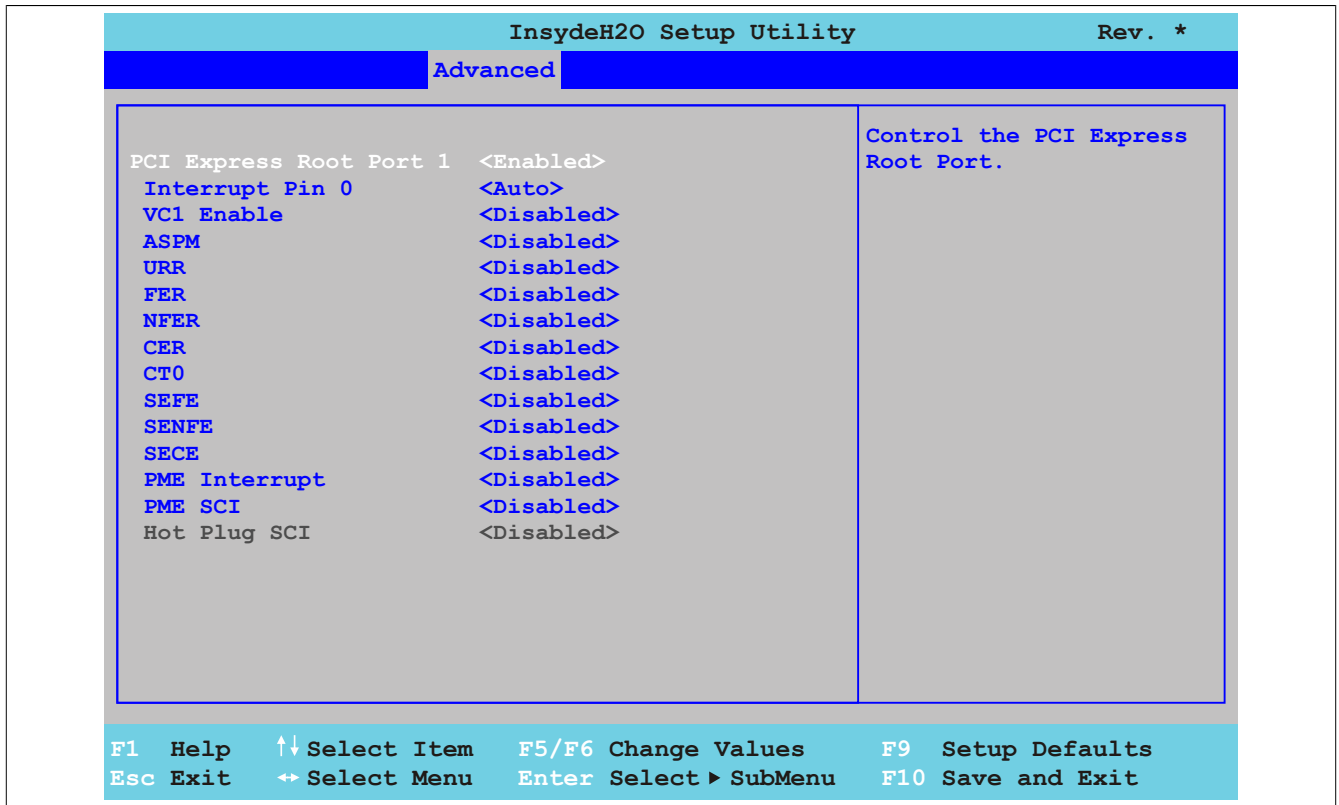 InsydeH2O Setup Utility Rev. *
Advanced
Control the PCI Express
Root Port.
PCI Express Root Port 1 <Enabled>
Interrupt Pin 0 <Auto>
VC1 Enable <Disabled>
ASPM <Disabled>
URR <Disabled>
FER <Disabled>
NFER <Disabled>
CER <Disabled>
CT0 <Disabled>
SEFE <Disabled>
SENFE <Disabled>
SECE <Disabled>
PME Interrupt <Disabled>
PME SCI <Disabled>
Hot Plug SCI <Disabled>
F1 Help ↑↓ Select Item F5/F6 Change Values F9 Setup Defaults
Esc Exit ↔ Select Menu Enter Select ▶ SubMenu F10 Save and Exit